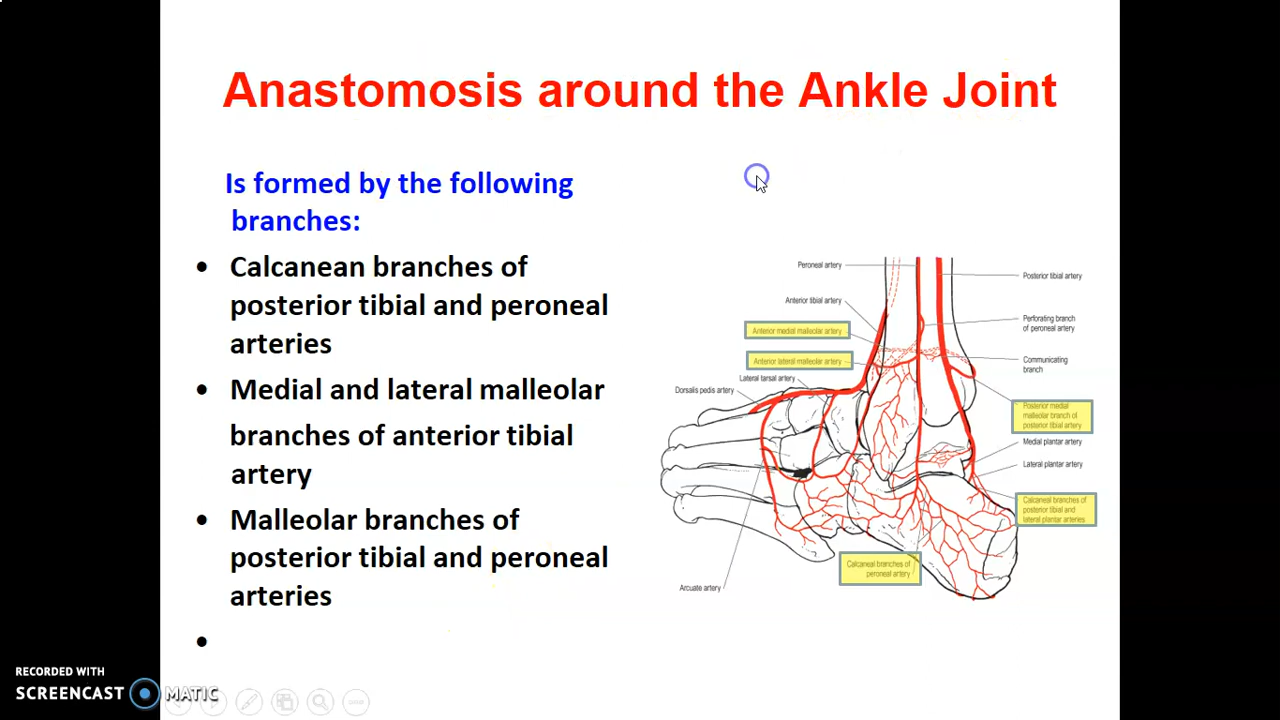 Anastomosis around the Ankle Joint
Is formed by the following
branches:
• Calcanean branches of
posterior tibial and peroneal
arteries
• Medial and lateral malleolar
branches of anterior tibial
artery
• Malleolar branches of
posterior tibial and peroneal
arteries
•
Peroneal artery
Anterior tibial artery
Anterior medial malleolar artery
Anterior lateral malleolar artery
Lateral tarsal artery
Dorsalis pedis artery
Arcuate artery
Posterior tibial artery
Perforating branch
of peroneal artery
Communicating
branch
Posterior medial
malleolar branch of
posterior tibial artery
Medial plantar artery
Lateral plantar artery
Calcaneal branches of
posterior tibial and
lateral plantar arteries
Calcaneal branches of
peroneal artery
RECORDED WITH
SCREENCAST MATIC